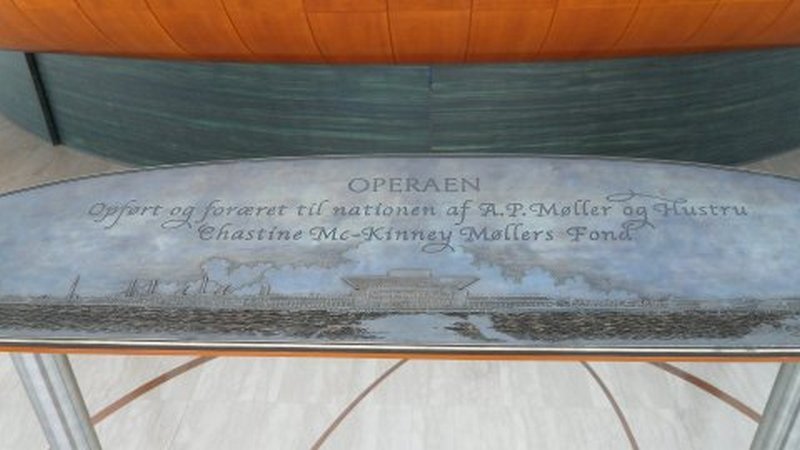 OPERAEN
Opført og foræret til nationen af A.P. Møller og Hustru
Chastine Mc-Kinney Møllers Fond